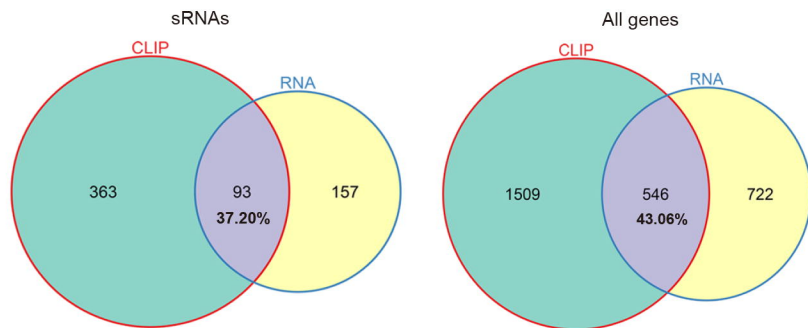 sRNAs
CLIP
RNA
363
93
157
37.20%
All genes
CLIP
RNA
1509
546
722
43.06%